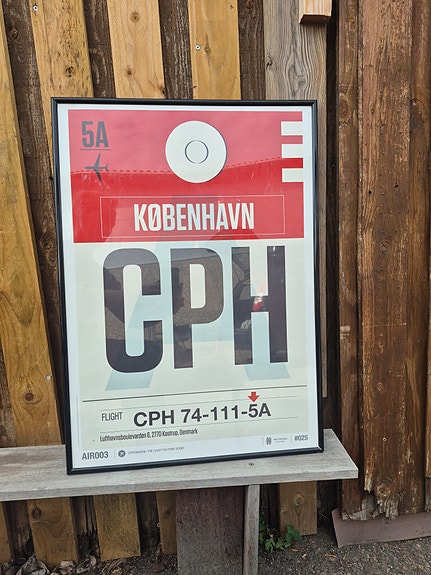 5A
KØBENHAVN
CPH
FLIGHT CPH 74-111-5A
Lufthavnsboulevarden 6, 2770 Kastrup, Denmark
AIR003
#025